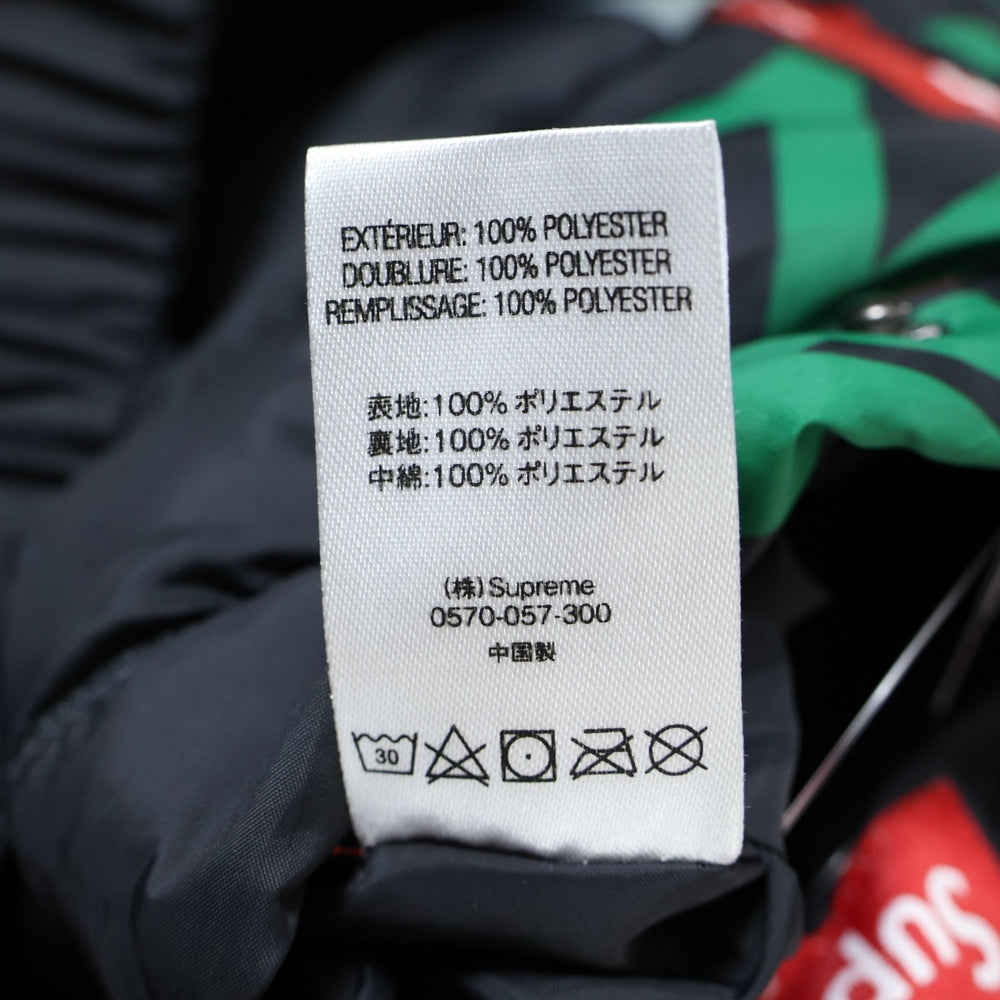 EXTÉRIEUR: 100% POLYESTER
DOUBLURE: 100% POLYESTER
REMPLISSAGE: 100% POLYESTER
表地:100% ポリエステル
裏地:100% ポリエステル
中綿:100% ポリエステル
(株)Supreme
0570-057-300
中国製
30
Sup